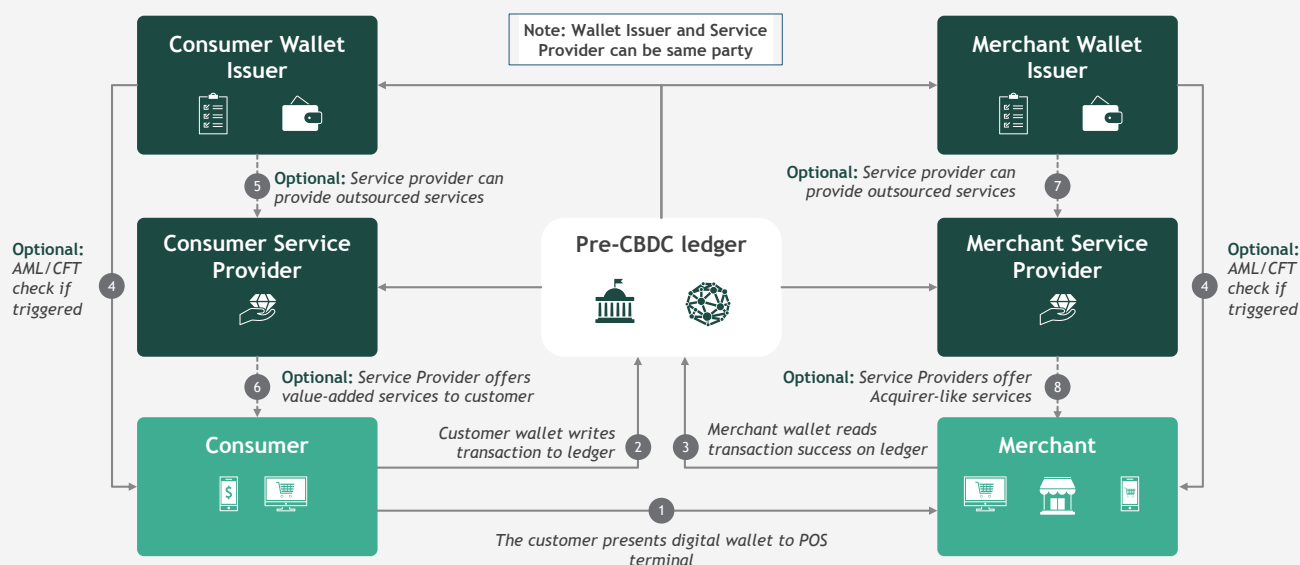 Consumer Wallet
Issuer
Note: Wallet Issuer and Service
Provider can be same party
Merchant Wallet
Issuer
5
Optional: Service provider can
provide outsourced services
Optional: Service provider can
provide outsourced services
7
Optional:
AML/CFT
check if
triggered
4
Consumer Service
Provider
Pre-CBDC ledger
Merchant Service
Provider
4
Optional:
AML/CFT
check if
triggered
6
Optional: Service Provider offers
value-added services to customer
Optional: Service Providers offer
Acquirer-like services
8
Consumer
$
Customer wallet writes
transaction to ledger
2
3
Merchant wallet reads
transaction success on ledger
Merchant
1
The customer presents digital wallet to POS
terminal